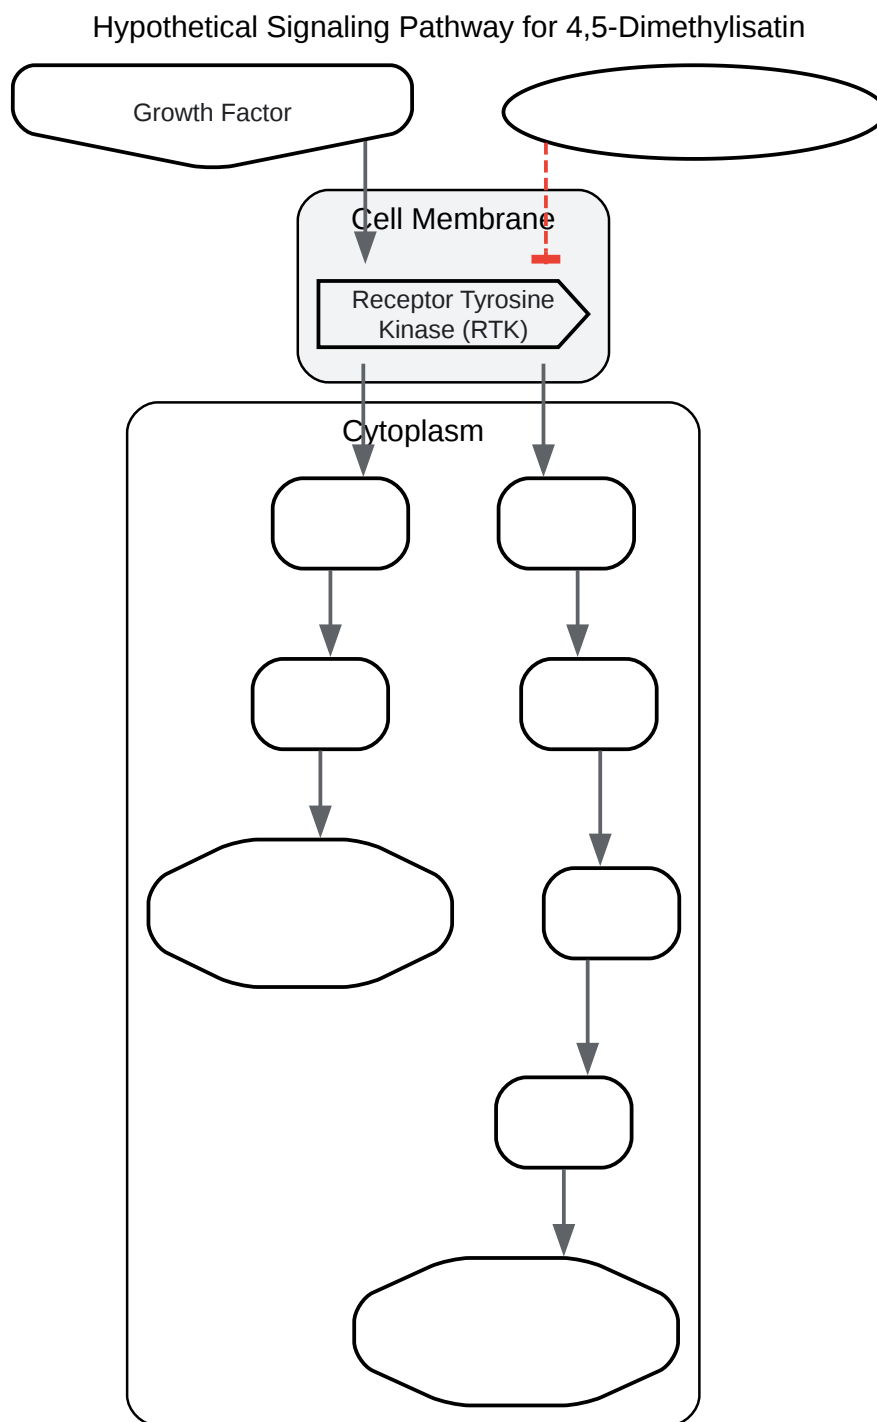 Hypothetical Signaling Pathway for 4,5-Dimethylisatin
Growth Factor
Cell Membrane
Receptor Tyrosine
Kinase (RTK)
Cytoplasm